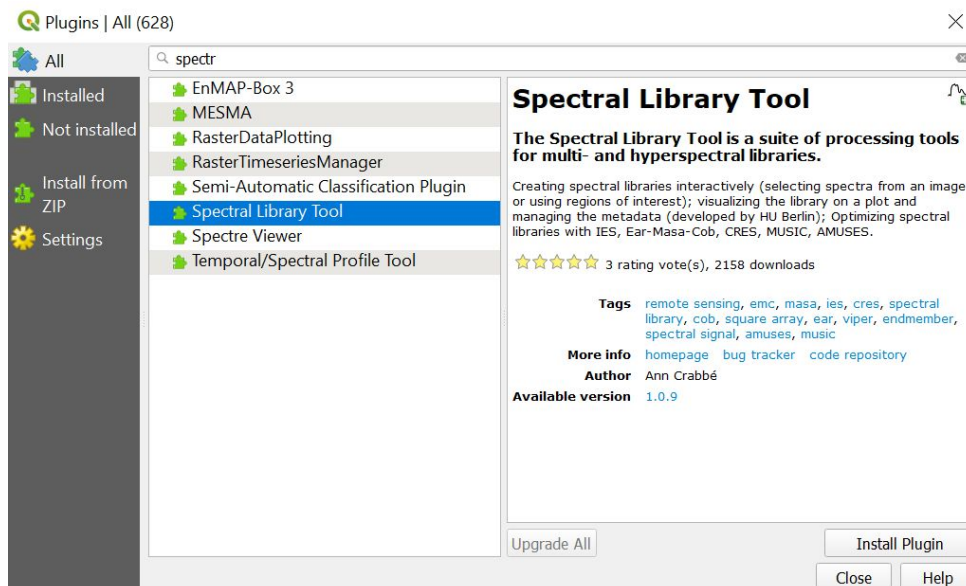 Plugins | All (628)
All
Installed
Not installed
Install from
ZIP
Settings
spectr
EnMAP-Box 3
MESMA
RasterDataPlotting
RasterTimeseriesManager
Semi-Automatic Classification Plugin
Spectral Library Tool
Spectre Viewer
Temporal/Spectral Profile Tool
Spectral Library Tool
The Spectral Library Tool is a suite of processing tools
for multi- and hyperspectral libraries.
Creating spectral libraries interactively (selecting spectra from an image
or using regions of interest); visualizing the library on a plot and
managing the metadata (developed by HU Berlin); Optimizing spectral
libraries with IES, Ear-Masa-Cob, CRES, MUSIC, AMUSES.
3 rating vote(s), 2158 downloads
Tags remote sensing, emc, masa, ies, cres, spectral
library, cob, square array, ear, viper, endmember,
spectral signal, amuses, music
More info homepage bug tracker code repository
Author Ann Crabbé
Available version 1.0.9
Upgrade All
Install Plugin
Close
Help